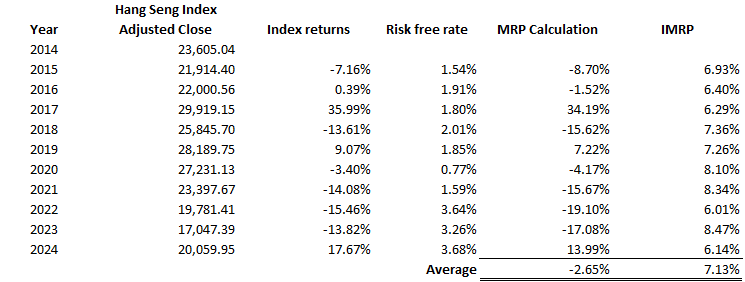 Hang Seng Index
Year Adjusted Close Index returns Risk free rate MRP Calculation IMRP
2014 23,605.04
2015 21,914.40 -7.16% 1.54% -8.70% 6.93%
2016 22,000.56 0.39% 1.91% -1.52% 6.40%
2017 29,919.15 35.99% 1.80% 34.19% 6.29%
2018 25,845.70 -13.61% 2.01% -15.62% 7.36%
2019 28,189.75 9.07% 1.85% 7.22% 7.26%
2020 27,231.13 -3.40% 0.77% -4.17% 8.10%
2021 23,397.67 -14.08% 1.59% -15.67% 8.34%
2022 19,781.41 -15.46% 3.64% -19.10% 6.01%
2023 17,047.39 -13.82% 3.26% -17.08% 8.47%
2024 20,059.95 17.67% 3.68% 13.99% 6.14%
Average -2.65% 7.13%